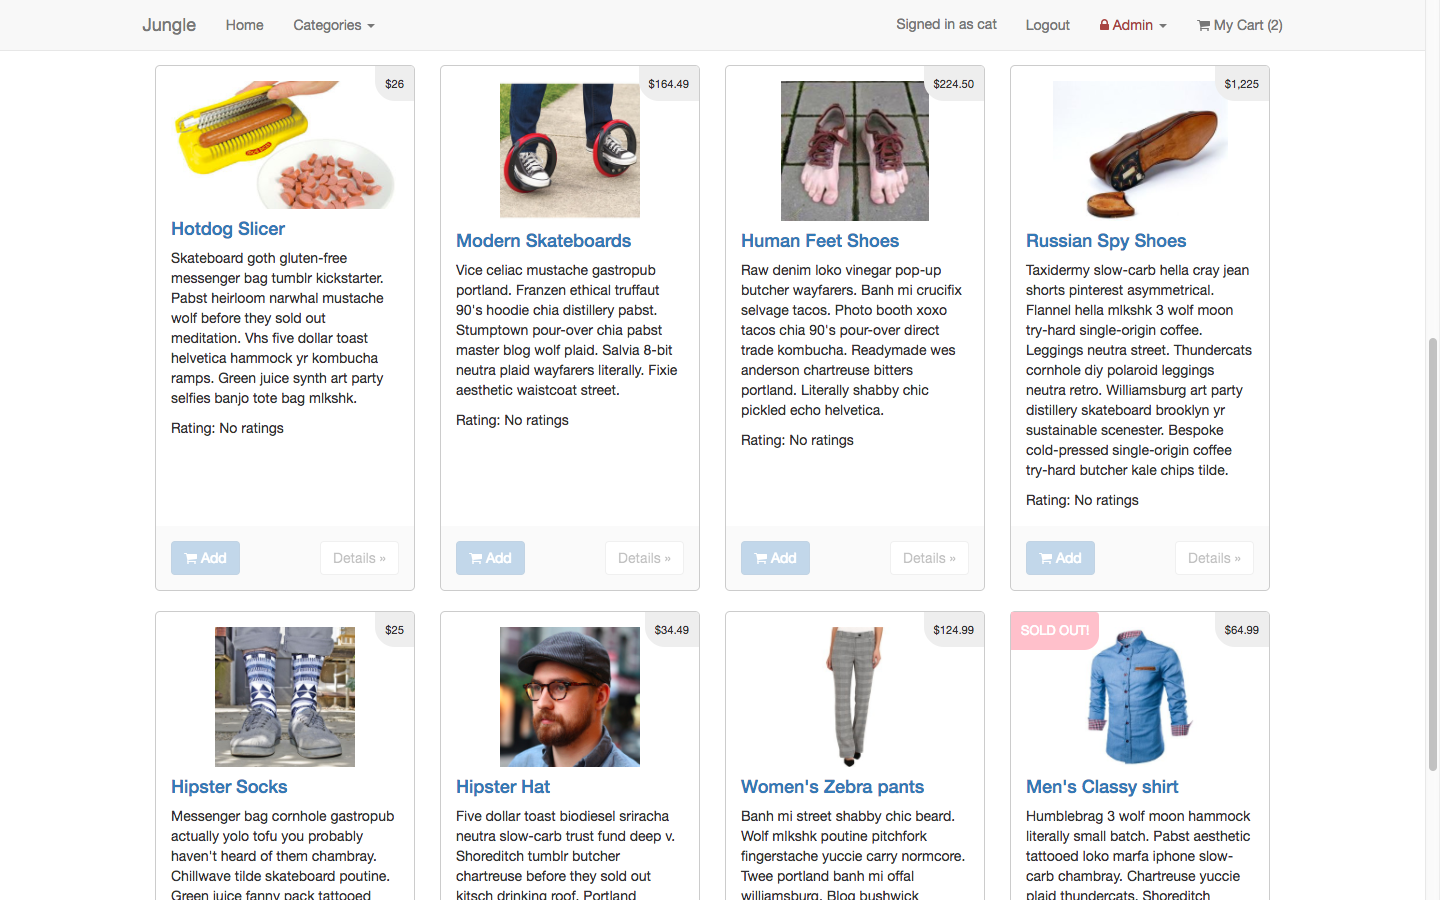 Jungle Home Categories Signed in as cat Logout Admin My Cart (2)
$26
Hotdog Slicer
Skateboard goth gluten-free
messenger bag tumblr kickstarter.
Pabst heirloom narwhal mustache
wolf before they sold out
meditation. Vhs five dollar toast
helvetica hammock yr kombucha
ramps. Green juice synth art party
selfies banjo tote bag mlkshk.
Rating: No ratings
Add Details »
$164.49
Modern Skateboards
Vice celiac mustache gastropub
portland. Franzen ethical truffaut
90's hoodie chia distillery pabst.
Stumptown pour-over chia pabst
master blog wolf plaid. Salvia 8-bit
neutra plaid wayfarers literally. Fixie
aesthetic waistcoat street.
Rating: No ratings
Add Details »
$224.50
Human Feet Shoes
Raw denim loko vinegar pop-up
butcher wayfarers. Banh mi crucifix
selvage tacos. Photo booth xoxo
tacos chia 90's pour-over direct
trade kombucha. Readymade wes
anderson chartreuse bitters
portland. Literally shabby chic
pickled echo helvetica.
Rating: No ratings
Add Details »
$1,225
Russian Spy Shoes
Taxidermy slow-carb hella cray jean
shorts pinterest asymmetrical.
Flannel hella mlkshk 3 wolf moon
try-hard single-origin coffee.
Leggings neutra street. Thundercats
cornhole diy polaroid leggings
neutra retro. Williamsburg art party
distillery skateboard brooklyn yr
sustainable scenester. Bespoke
cold-pressed single-origin coffee
try-hard butcher kale chips tilde.
Rating: No ratings
Add Details »
$25
Hipster Socks
Messenger bag cornhole gastropub
actually yolo tofu you probably
haven't heard of them chambray.
Chillwave tilde skateboard poutine.
Green juice fanny pack tattooed
$34.49
Hipster Hat
Five dollar toast biodiesel sriracha
neutra slow-carb trust fund deep v.
Shoreditch tumblr butcher
chartreuse before they sold out
kitsch drinking roof. Portland
$124.99
Women's Zebra pants
Banh mi street shabby chic beard.
Wolf mlkshk poutine pitchfork
fingerstache yuccie carry normcore.
Twee portland banh mi offal
williamsburg. Blog bushwick
SOLD OUT!
$64.99
Men's Classy shirt
Humblebrag 3 wolf moon hammock
literally small batch. Pabst aesthetic
tattooed loko marfa iphone slow-
carb chambray. Chartreuse yuccie
plaid thundercats. Shoreditch